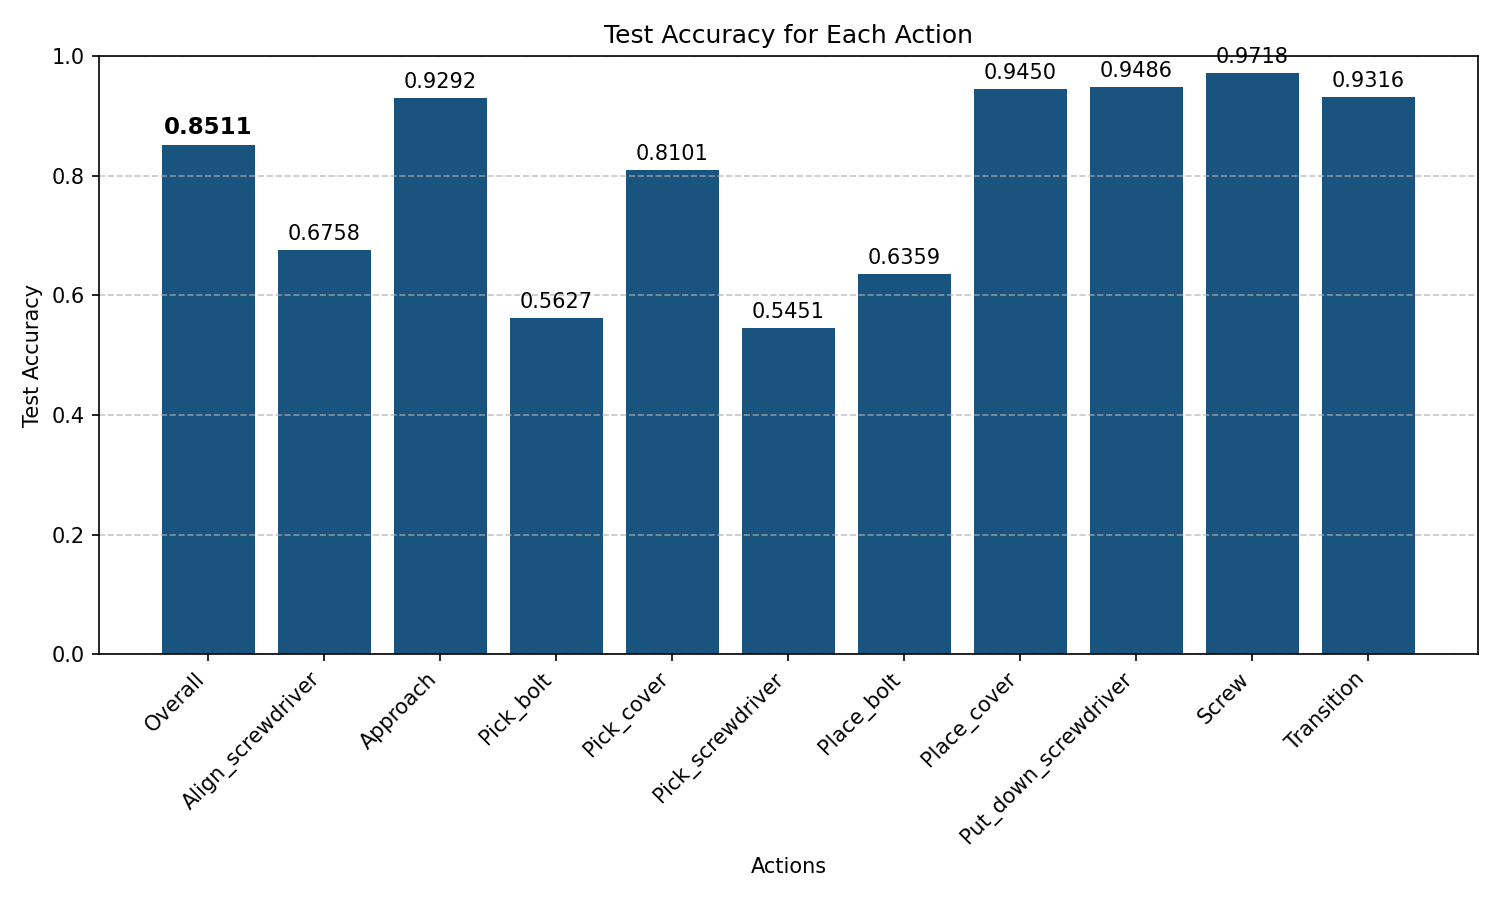 Test Accuracy for Each Action
Test Accuracy
1.0
0.8
0.6
0.4
0.2
0.0
0.8511
0.6758
0.9292
0.5627
0.8101
0.5451
0.6359
0.9450
0.9486
0.9718
0.9316
Overall
Align_screwdriver
Approach
Pick_bolt
Pick_cover
Pick_screwdriver
Place_bolt
Place_cover
Put_down_screwdriver
Screw
Transition
Actions